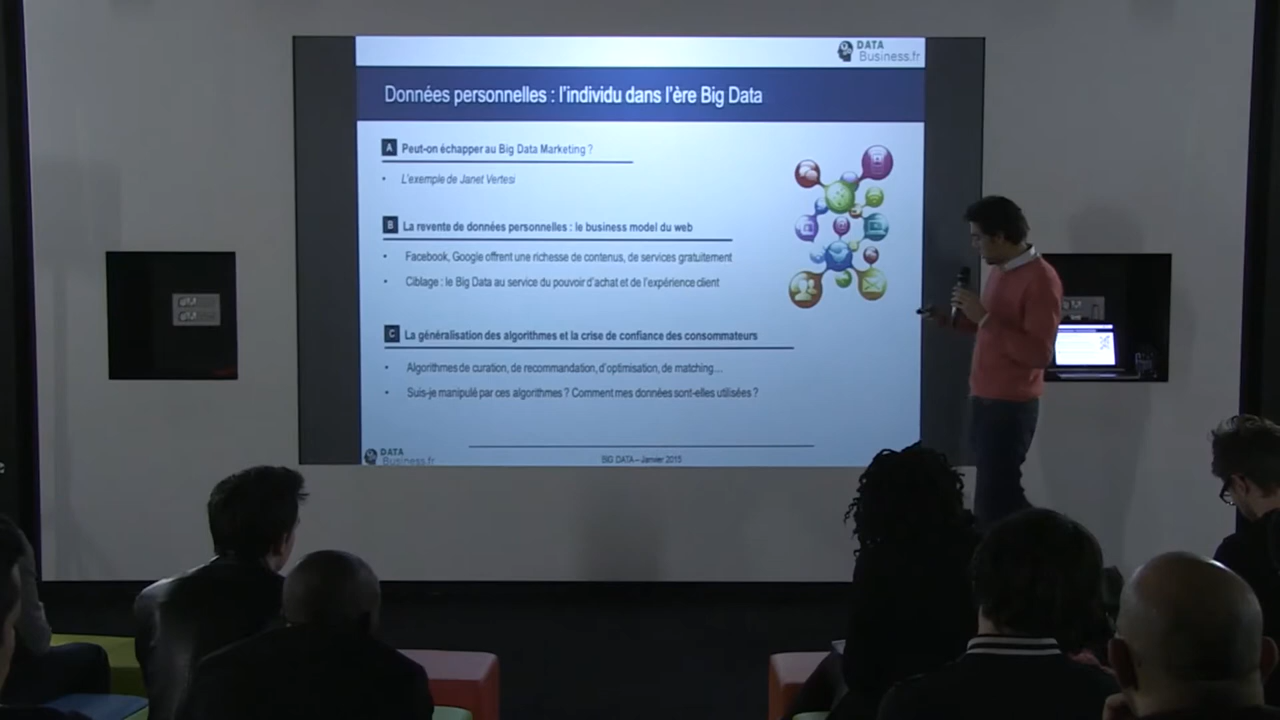 DATA
Business.fr
Données personnelles : l'individu dans l'ère Big Data
A Peut-on échapper au Big Data Marketing ?
• L'exemple de Janet Vertesi
B La revente de données personnelles : le business model du web
• Facebook, Google offrent une richesse de contenus, de services gratuitement
• Ciblage : le Big Data au service du pouvoir d'achat et de l'expérience client
C La généralisation des algorithmes et la crise de confiance des consommateurs
• Algorithmes de curation, de recommandation, d'optimisation, de matching...
• Suis-je manipulé par ces algorithmes ? Comment mes données sont-elles utilisées ?
DATA
Business.fr
BIG DATA – Janvier 2015